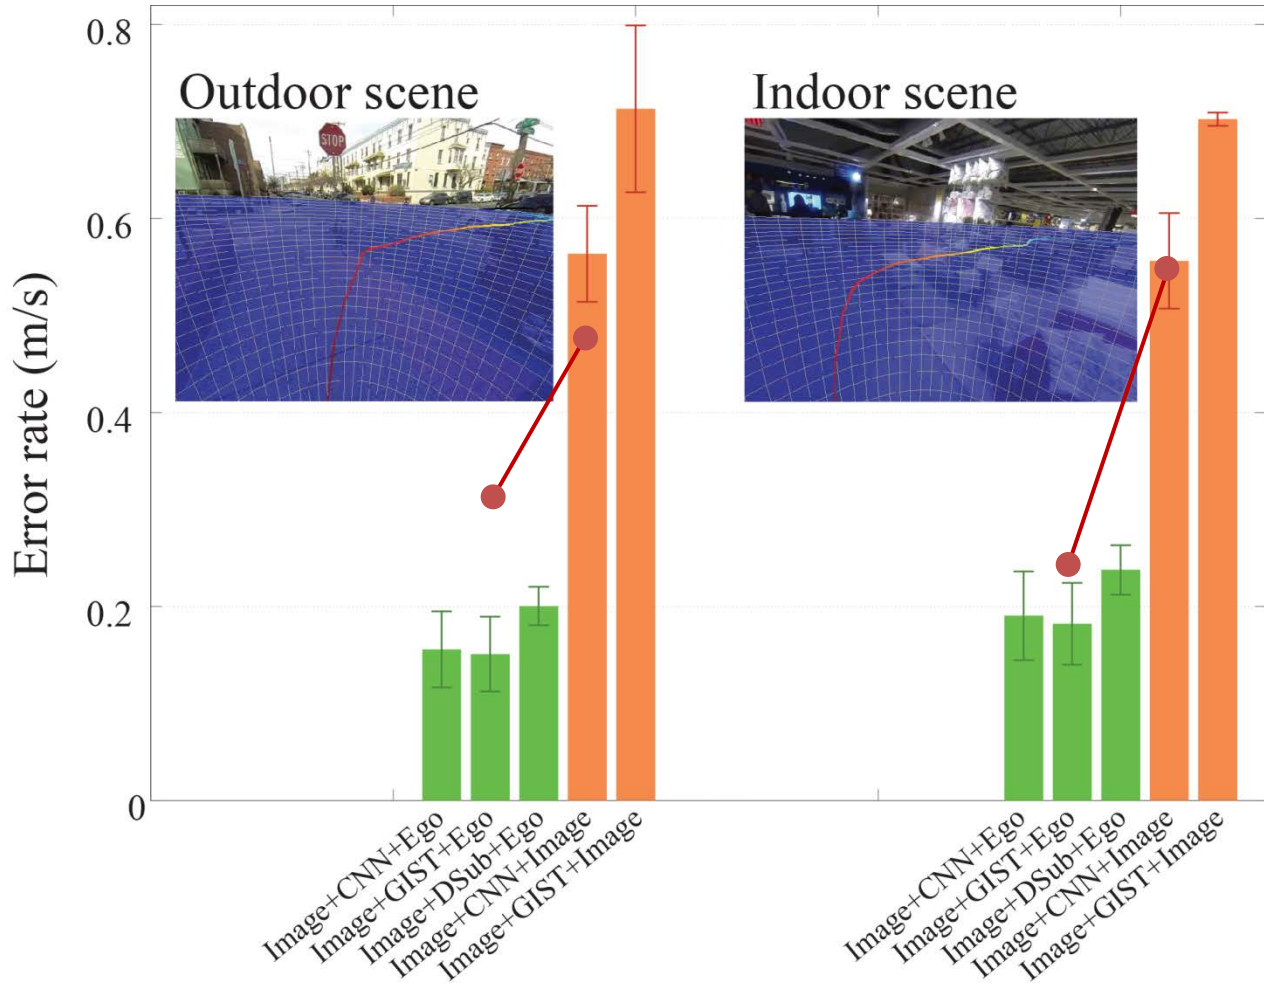 Error rate (m/s)
0.8
0.6
0.4
0.2
0
Outdoor scene
STOP
Indoor scene
Image+CNN+Ego
Image+GIST+Ego
Image+DSub+Ego
Image+CNN+Image
Image+GIST+Image
Image+CNN+Ego
Image+GIST+Ego
Image+DSub+Ego
Image+CNN+Image
Image+GIST+Image